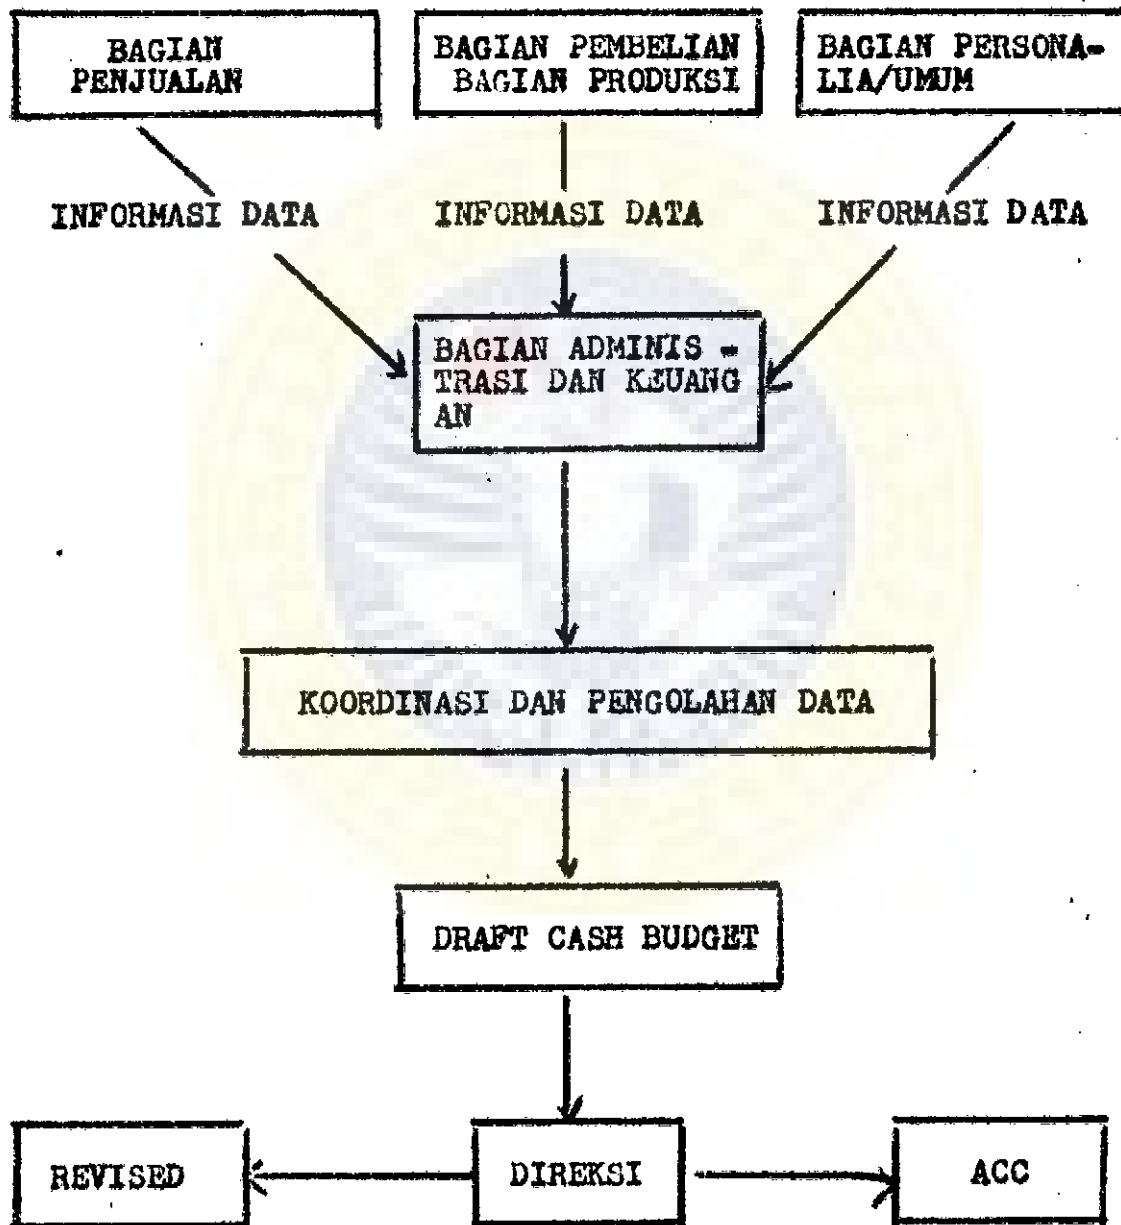 BAGIAN
PENJUALAN
BAGIAN PEMBELIAN
BAGIAN PRODUKSI
BAGIAN PERSONA-
LIA/UMUM
INFORMASI DATA
INFORMASI DATA
INFORMASI DATA
BAGIAN ADMINIS -
TRASI DAN KEUANG
AN
KOORDINASI DAN PENGOLAHAN DATA
DRAFT CASH BUDGET
REVISED
DIREKSI
ACC